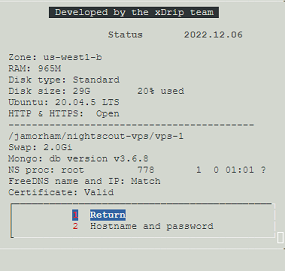 Developed by the xDrip team
Status 2022.12.06
Zone: us-west1-b
RAM: 965M
Disk type: Standard
Disk size: 29G 20% used
Ubuntu: 20.04.5 LTS
HTTP & HTTPS: Open
-----------------------------------------
/jamorham/nightscout-vps/vps-1
Swap: 2.0Gi
Mongo: db version v3.6.8
NS proc: root 778 1 0 01:01 ?
FreeDNS name and IP: Match
Certificate: Valid
1 Return
2 Hostname and password